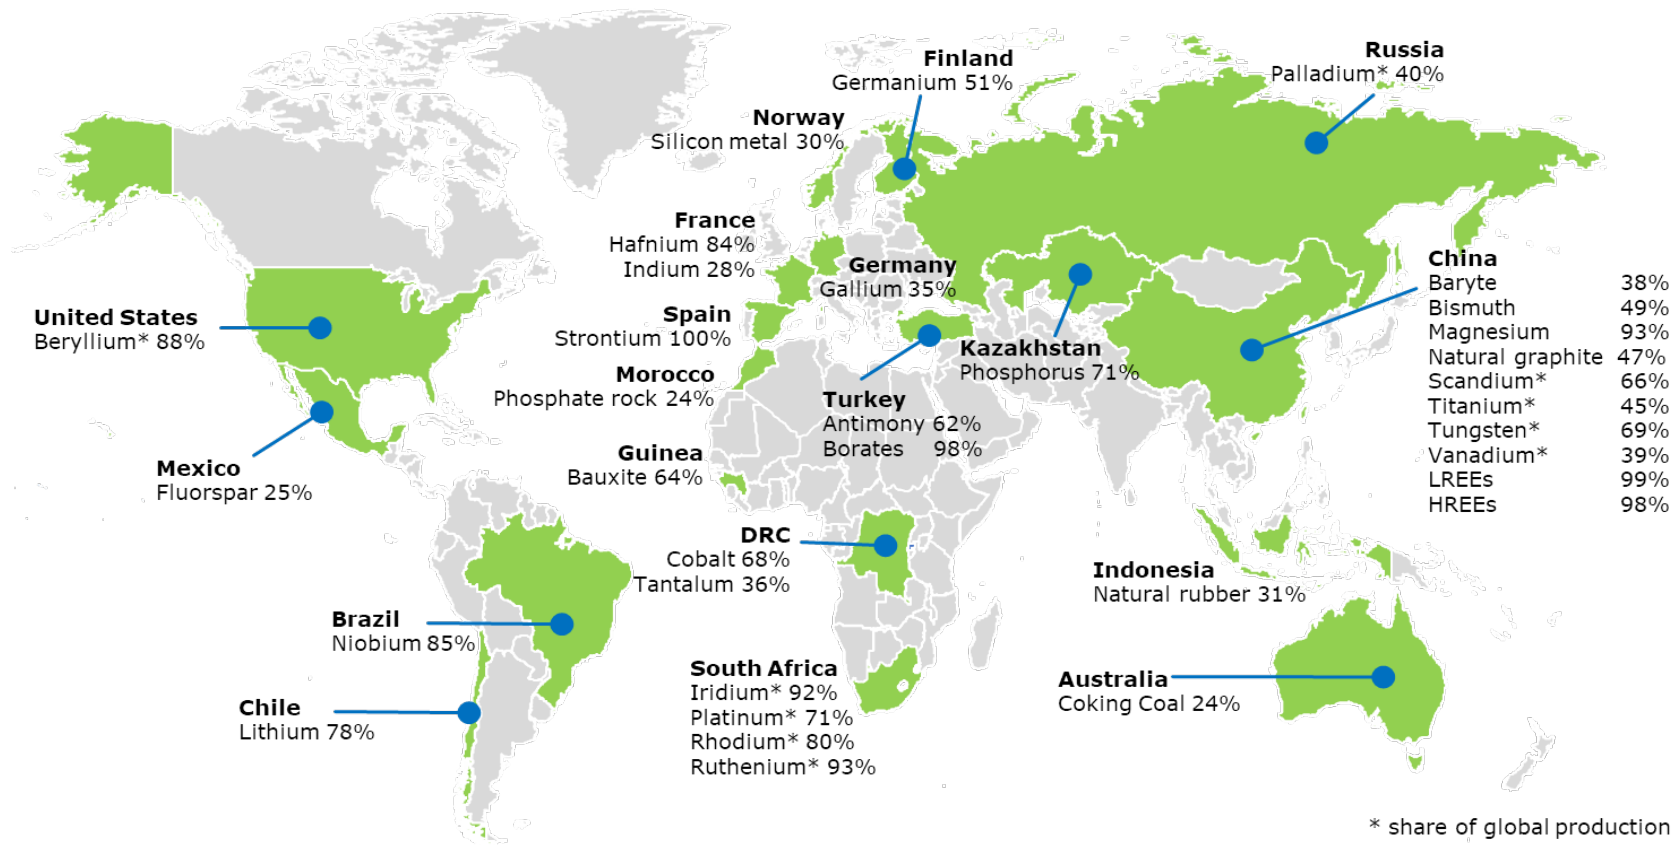 Finland
Germanium 51%
Russia
Palladium* 40%
Norway
Silicon metal 30%
France
Hafnium 84%
Indium 28%
Germany
Gallium 35%
China
Baryte 38%
Bismuth 49%
Magnesium 93%
Natural graphite 47%
Scandium* 66%
Titanium* 45%
Tungsten* 69%
Vanadium* 39%
LREEs 99%
HREEs 98%
United States
Beryllium* 88%
Spain
Strontium 100%
Kazakhstan
Phosphorus 71%
Morocco
Phosphate rock 24%
Turkey
Antimony 62%
Borates 98%
Mexico
Fluorspar 25%
Guinea
Bauxite 64%
DRC
Cobalt 68%
Tantalum 36%
Indonesia
Natural rubber 31%
Brazil
Niobium 85%
South Africa
Iridium* 92%
Platinum* 71%
Rhodium* 80%
Ruthenium* 93%
Australia
Coking Coal 24%
Chile
Lithium 78%
* share of global production